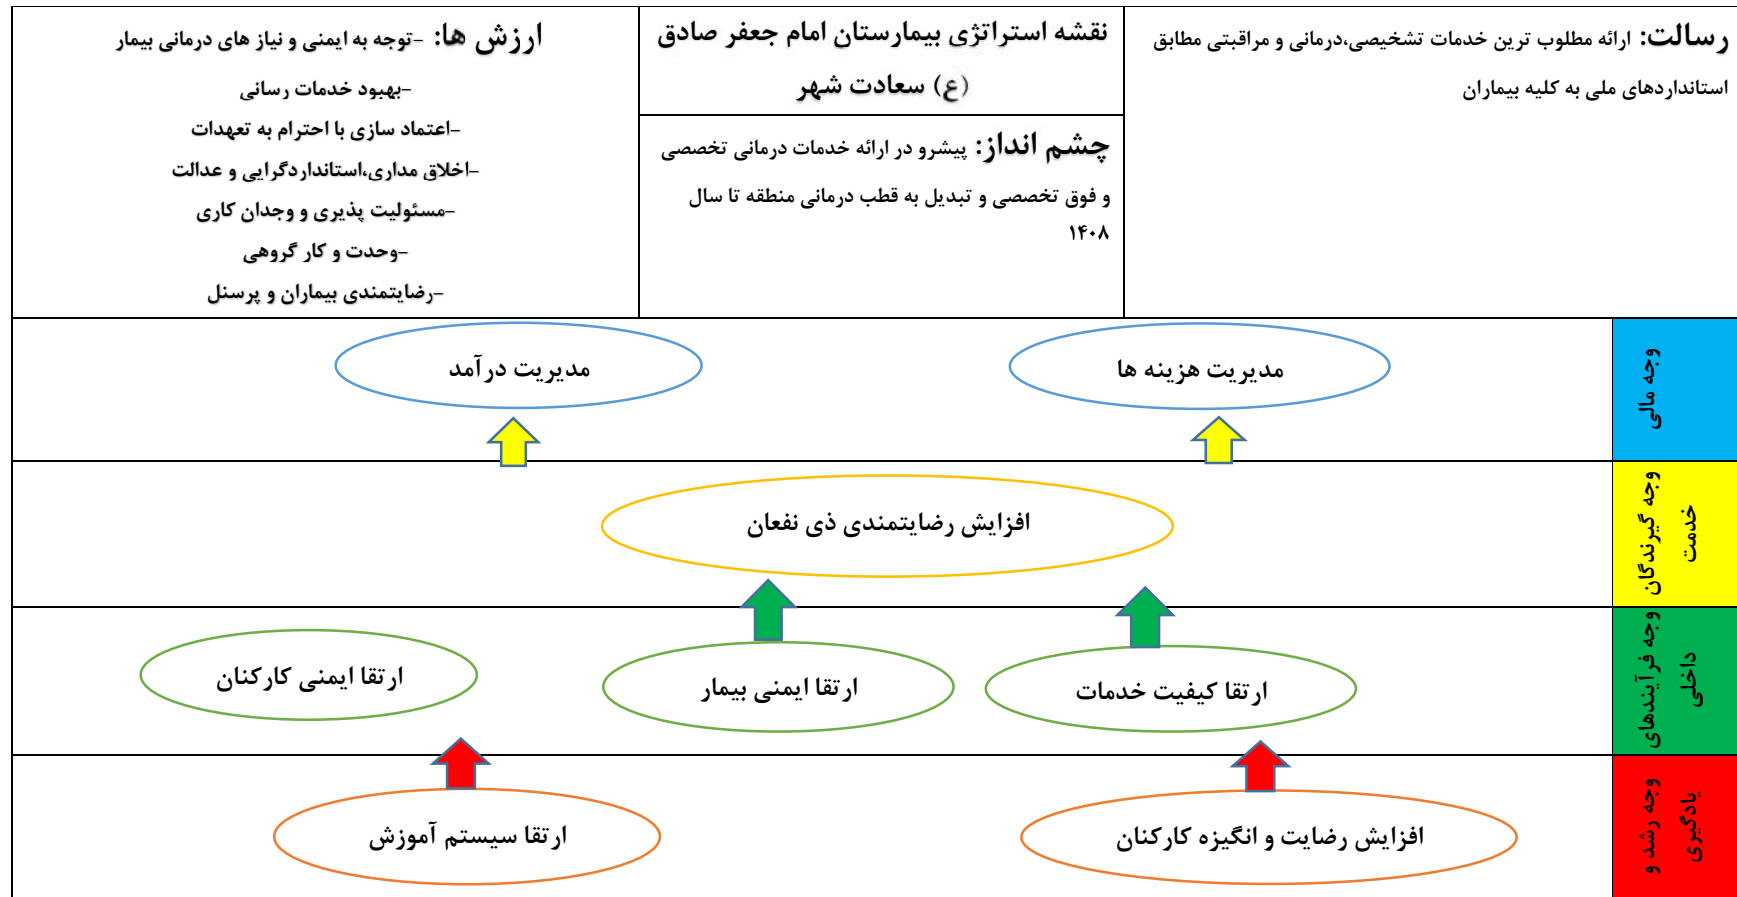 رسالت: ارائه مطلوب ترین خدمات تشخیصی،درمانی و مراقبتی مطابق
استانداردهای ملی به کلیه بیماران
نقشه استراتژی بیمارستان امام جعفر صادق
(ع) سعادت شهر
چشم انداز: پیشرو در ارائه خدمات درمانی تخصصی
و فوق تخصصی و تبدیل به قطب درمانی منطقه تا سال
۱۴۰۸
ارزش ها: -توجه به ایمنی و نیاز های درمانی بیمار
-بهبود خدمات رسانی
-اعتماد سازی با احترام به تعهدات
-اخلاق مداری،استانداردگرایی و عدالت
-مسئولیت پذیری و وجدان کاری
-وحدت و کار گروهی
-رضایتمندی بیماران و پرسنل
وجه مالی
مدیریت هزینه ها
مدیریت درآمد
وجه گیرندگان
خدمت
افزایش رضایتمندی ذی نفعان
وجه فرآیندهای
داخلی
ارتقا کیفیت خدمات
ارتقا ایمنی بیمار
ارتقا ایمنی کارکنان
وجه رشد و
یادگیری
افزایش رضایت و انگیزه کارکنان
ارتقا سیستم آموزش